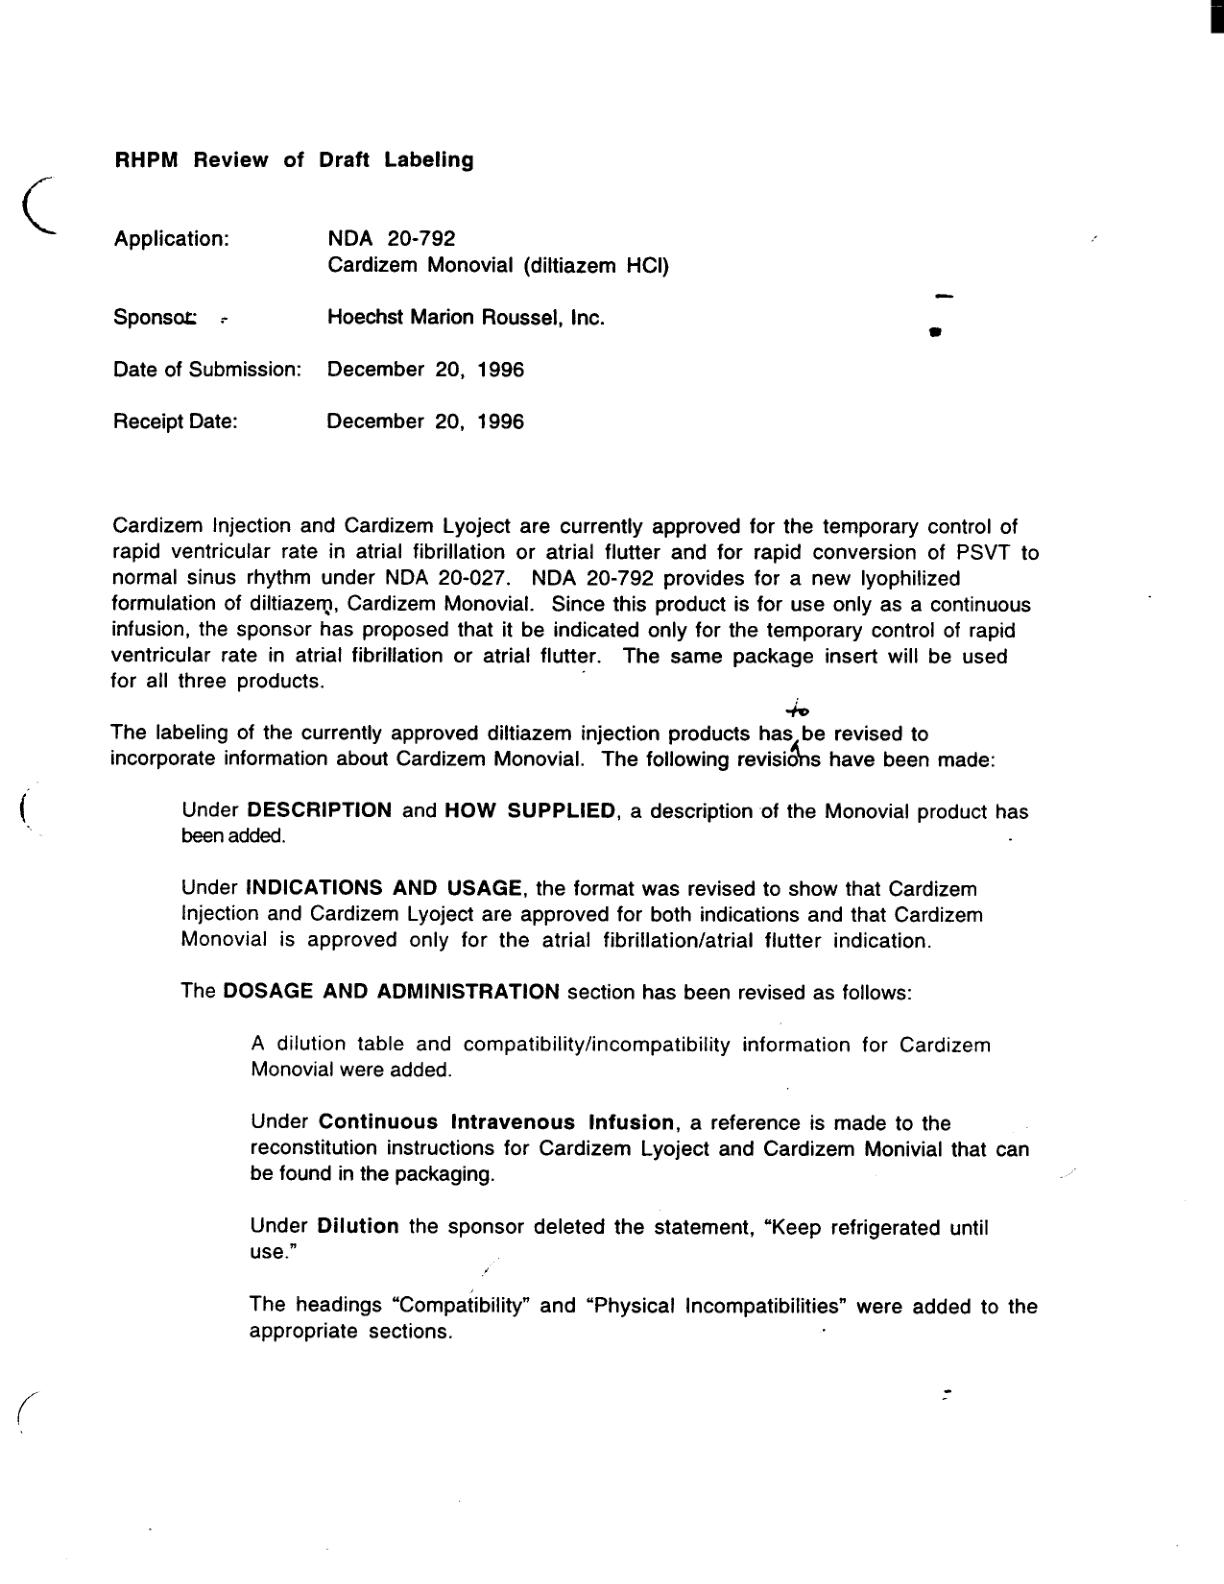 RHPM Review of Draft Labeling
Application: NDA 20-792
Cardizem Monovial (diltiazem HCl)
Sponsor: Hoechst Marion Roussel, Inc.
Date of Submission: December 20, 1996
Receipt Date: December 20, 1996
Cardizem Injection and Cardizem Lyoject are currently approved for the temporary control of
rapid ventricular rate in atrial fibrillation or atrial flutter and for rapid conversion of PSVT to
normal sinus rhythm under NDA 20-027. NDA 20-792 provides for a new lyophilized
formulation of diltiazem, Cardizem Monovial. Since this product is for use only as a continuous
infusion, the sponsor has proposed that it be indicated only for the temporary control of rapid
ventricular rate in atrial fibrillation or atrial flutter. The same package insert will be used
for all three products.
to
The labeling of the currently approved diltiazem injection products has be revised to
incorporate information about Cardizem Monovial. The following revisions have been made:
Under DESCRIPTION and HOW SUPPLIED, a description of the Monovial product has
been added.
Under INDICATIONS AND USAGE, the format was revised to show that Cardizem
Injection and Cardizem Lyoject are approved for both indications and that Cardizem
Monovial is approved only for the atrial fibrillation/atrial flutter indication.
The DOSAGE AND ADMINISTRATION section has been revised as follows:
A dilution table and compatibility/incompatibility information for Cardizem
Monovial were added.
Under Continuous Intravenous Infusion, a reference is made to the
reconstitution instructions for Cardizem Lyoject and Cardizem Monivial that can
be found in the packaging.
Under Dilution the sponsor deleted the statement, “Keep refrigerated until
use.”
The headings “Compatibility” and “Physical Incompatibilities” were added to the
appropriate sections.